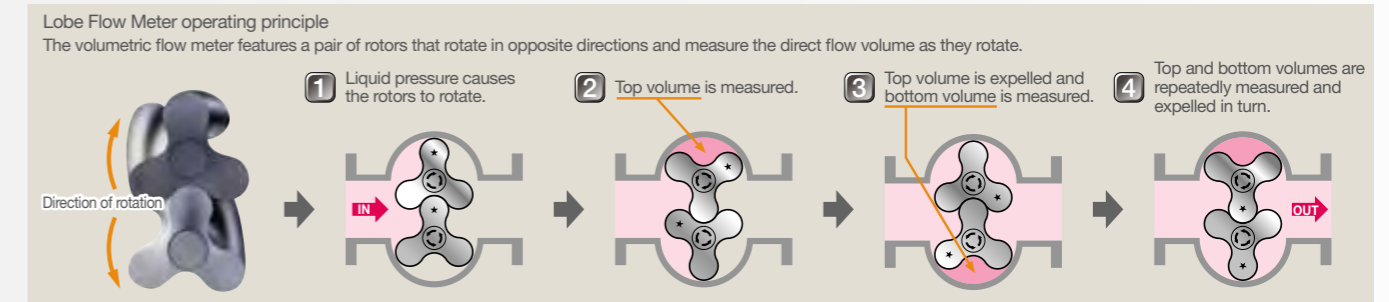 Lobe Flow Meter operating principle
The volumetric flow meter features a pair of rotors that rotate in opposite directions and measure the direct flow volume as they rotate.
Direction of rotation
1
Liquid pressure causes
the rotors to rotate.
IN
2
Top volume is measured.
3
Top volume is expelled and
bottom volume is measured.
4
Top and bottom volumes are
repeatedly measured and
expelled in turn.
OUT